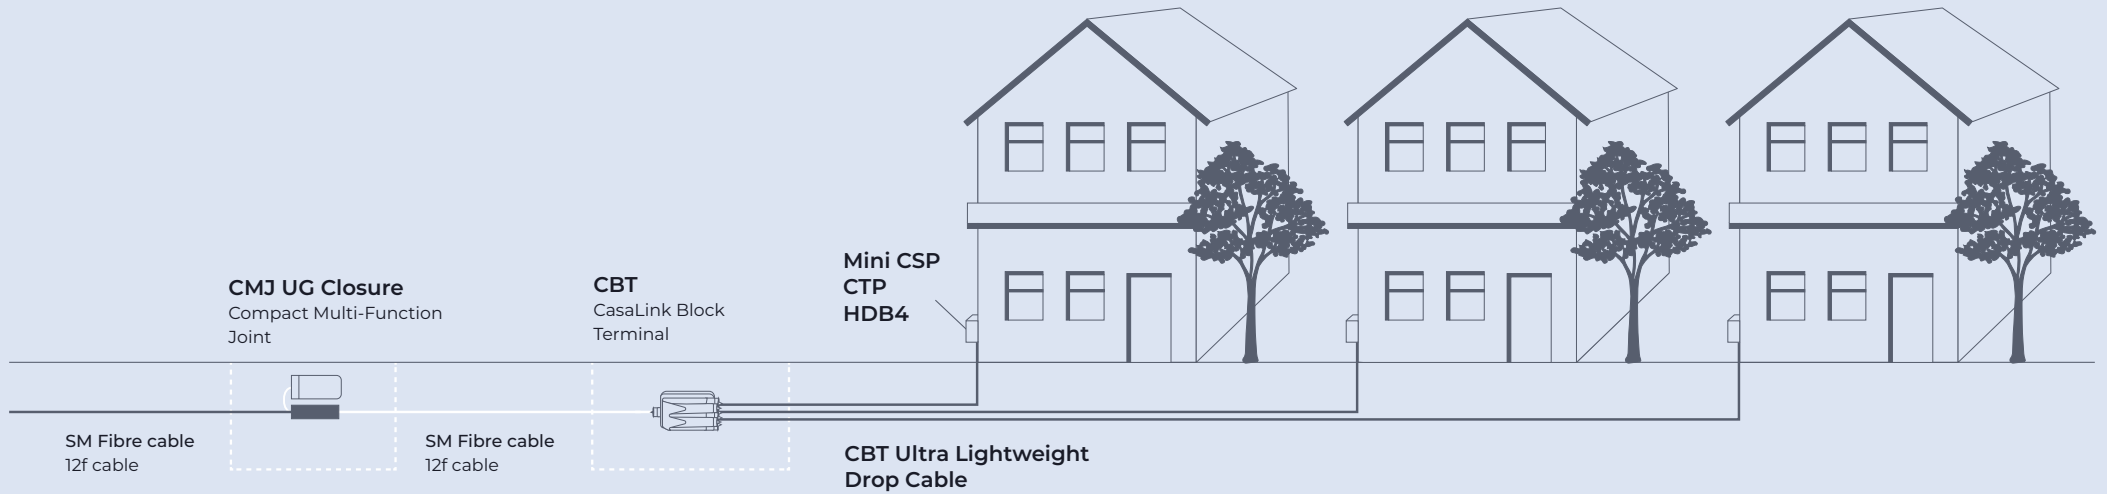 CMJ UG Closure
Compact Multi-Function
Joint
CBT
CasaLink Block
Terminal
Mini CSP
CTP
HDB4
SM Fibre cable
12f cable
SM Fibre cable
12f cable
CBT Ultra Lightweight
Drop Cable